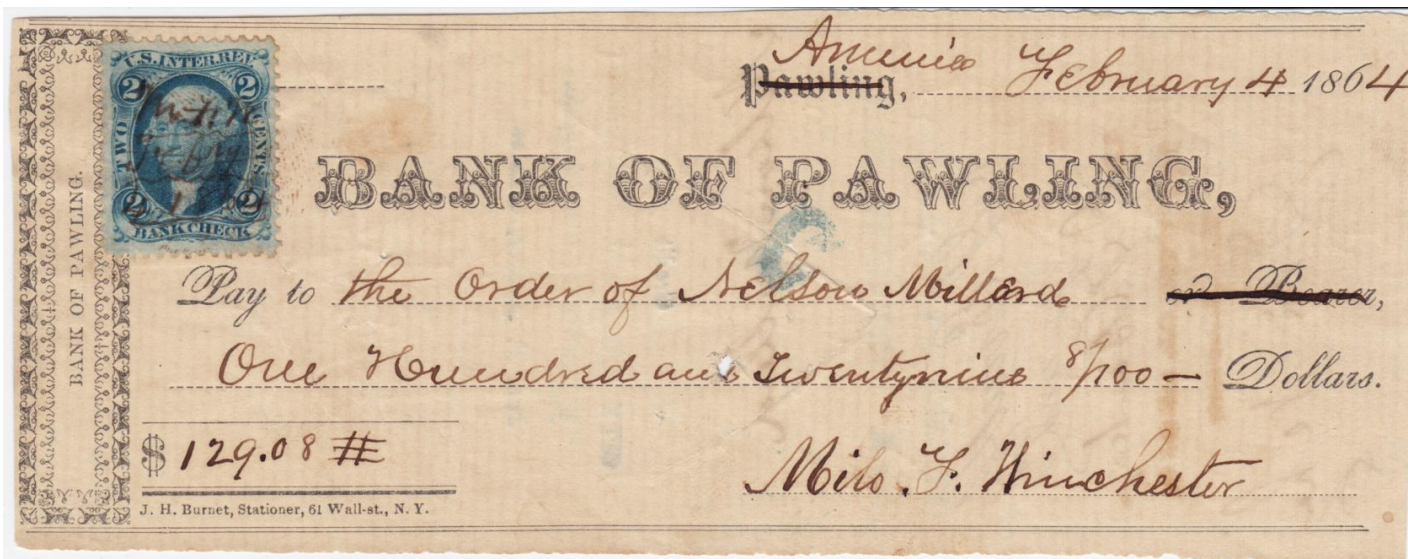 U.S. INTER. REV.
2 2
TWO CENTS
2 2
BANK CHECK
BANK OF PAWLING.
Amenia
Pawling, February 4 1864
BANK OF PAWLING,
C
Pay to the Order of Nelson Millard or Bearer,
One Hundred and Twentynine 8/100 — Dollars.
$ 129.08 #
Milo. F. Winchester
J. H. Burnet, Stationer, 61 Wall-st., N. Y.